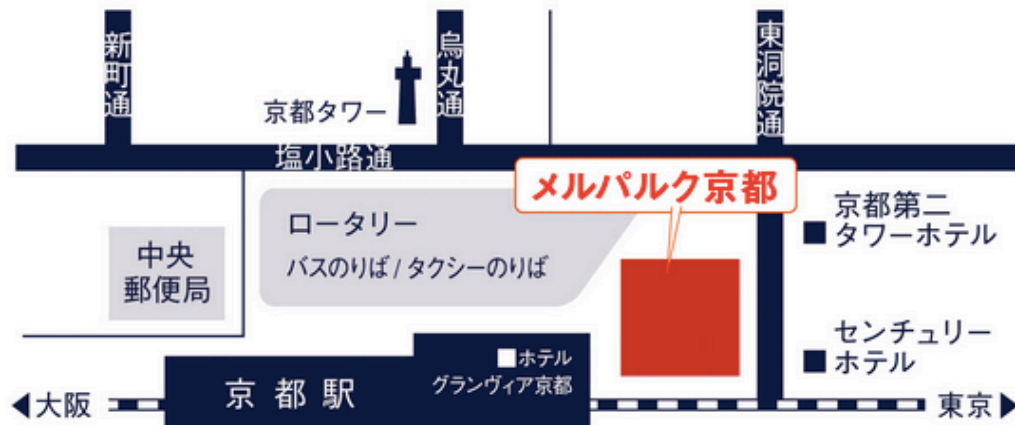 新町通
烏丸通
東洞院通
京都タワー
塩小路通
メルパルク京都
ロータリー
バスのりば / タクシーのりば
中央
郵便局
京都第二
タワーホテル
センチュリー
ホテル
ホテル
グランヴィア京都
京都駅
大阪
東京